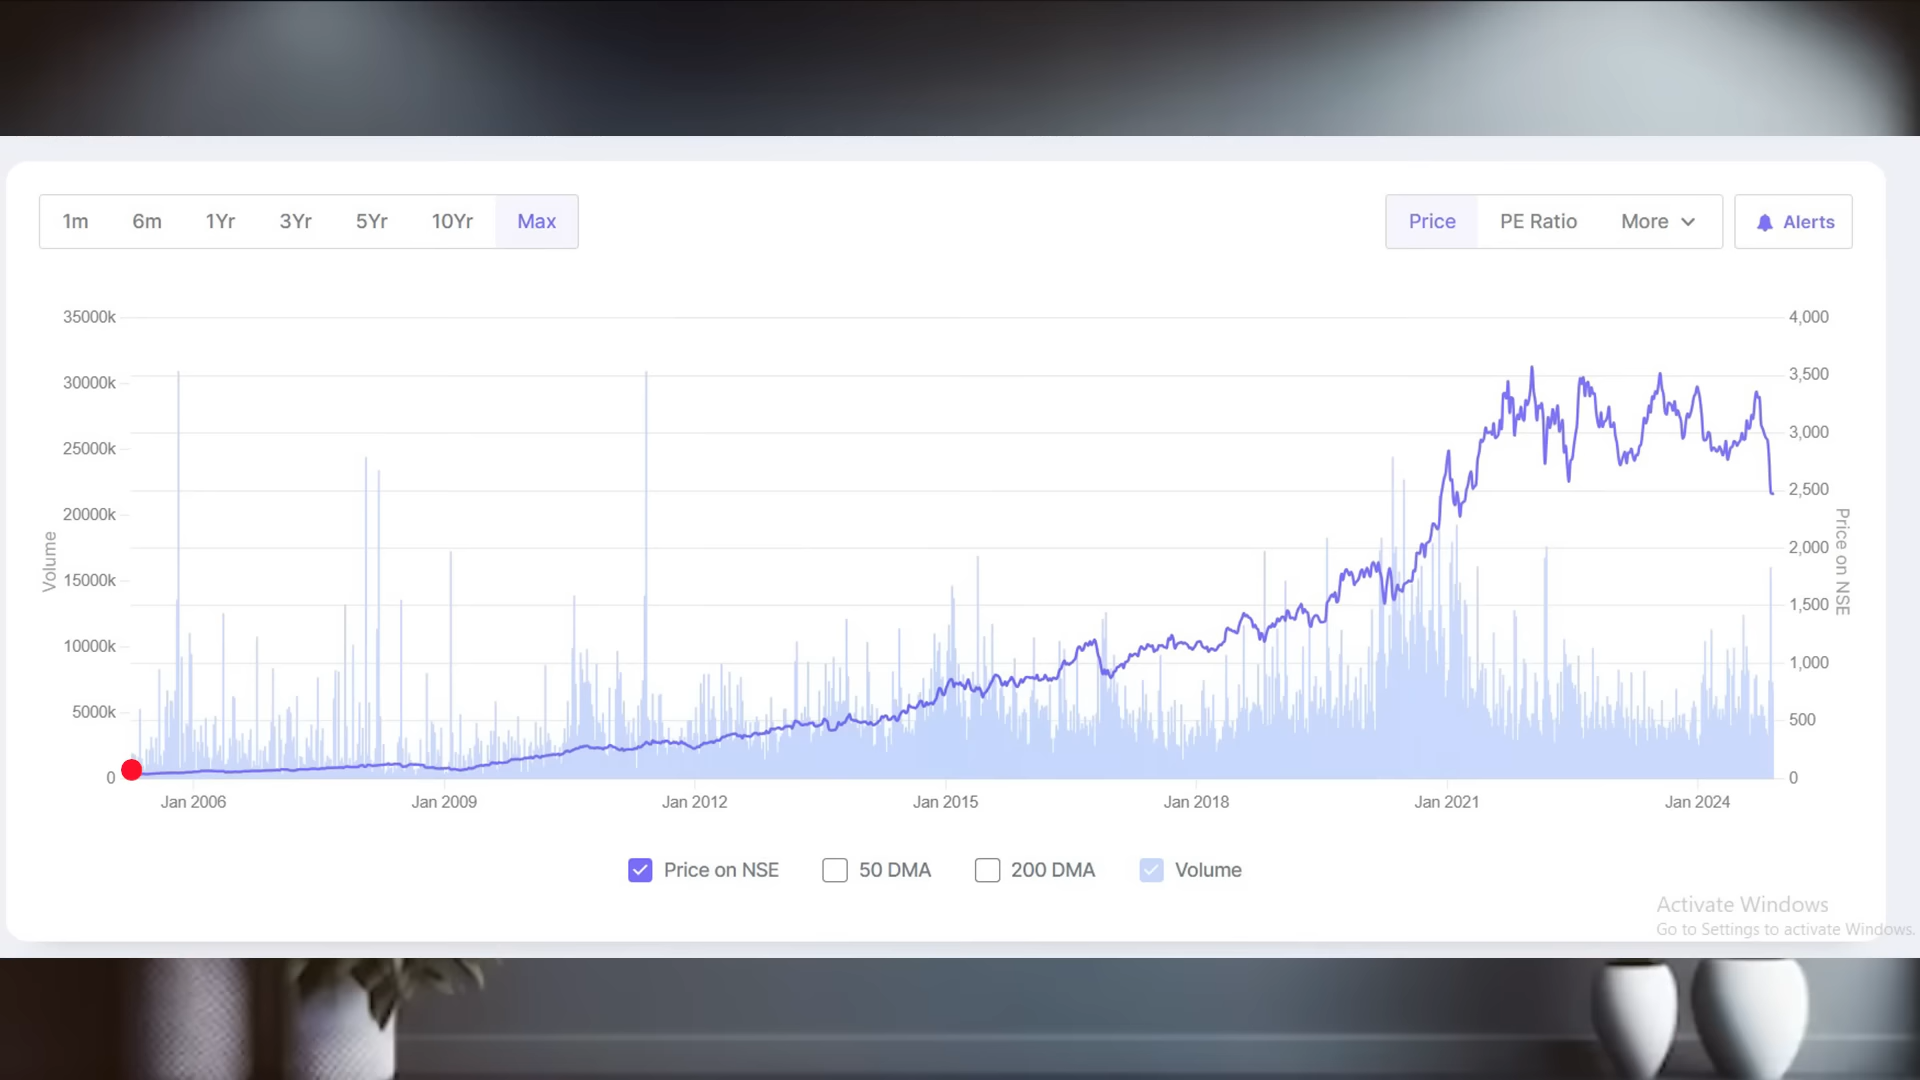 1m 6m 1Yr 3Yr 5Yr 10Yr Max Price PE Ratio More Alerts
35000k 4,000
30000k 3,500
25000k 3,000
20000k 2,500
15000k 2,000
10000k 1,500
5000k 1,000
0 500
0
Volume
Price on NSE
Jan 2006 Jan 2009 Jan 2012 Jan 2015 Jan 2018 Jan 2021 Jan 2024
Price on NSE 50 DMA 200 DMA Volume
Activate Windows
Go to Settings to activate Windows.